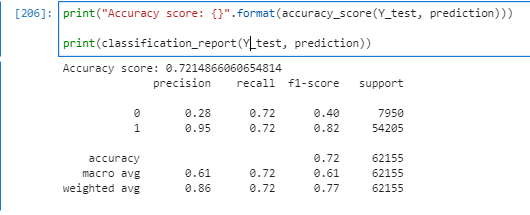 [206]: print("Accuracy score: {}".format(accuracy_score(Y_test, prediction)))
print(classification_report(Y_test, prediction))
Accuracy score: 0.7214866060654814
precision recall f1-score support
0 0.28 0.72 0.40 7950
1 0.95 0.72 0.82 54205
accuracy 0.72 62155
macro avg 0.61 0.72 0.61 62155
weighted avg 0.86 0.72 0.77 62155